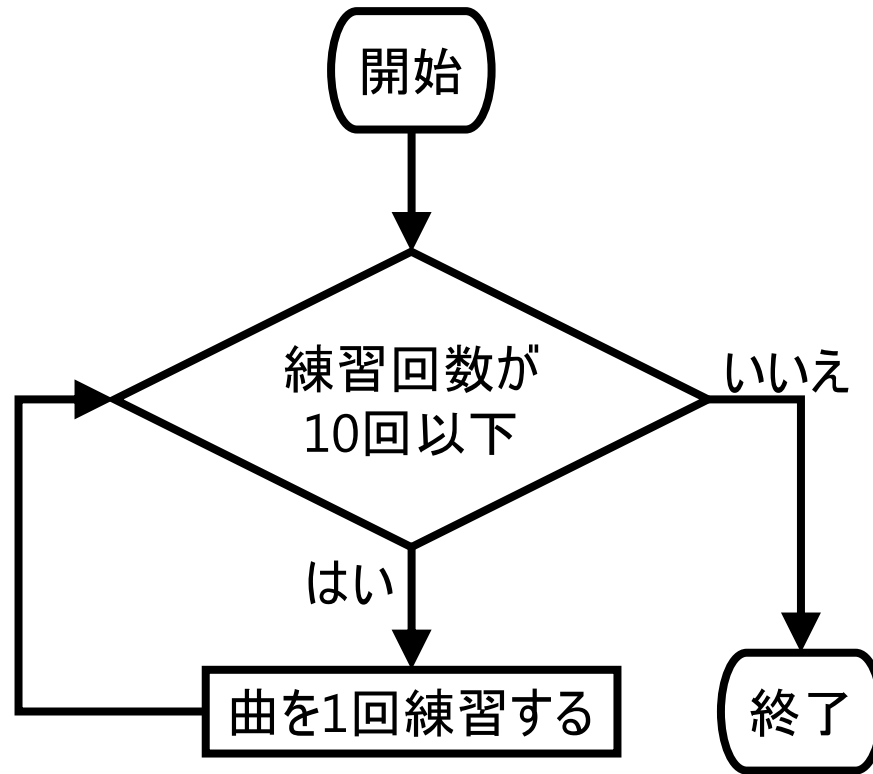 開始
練習回数が
10回以下
いいえ
はい
曲を1回練習する
終了